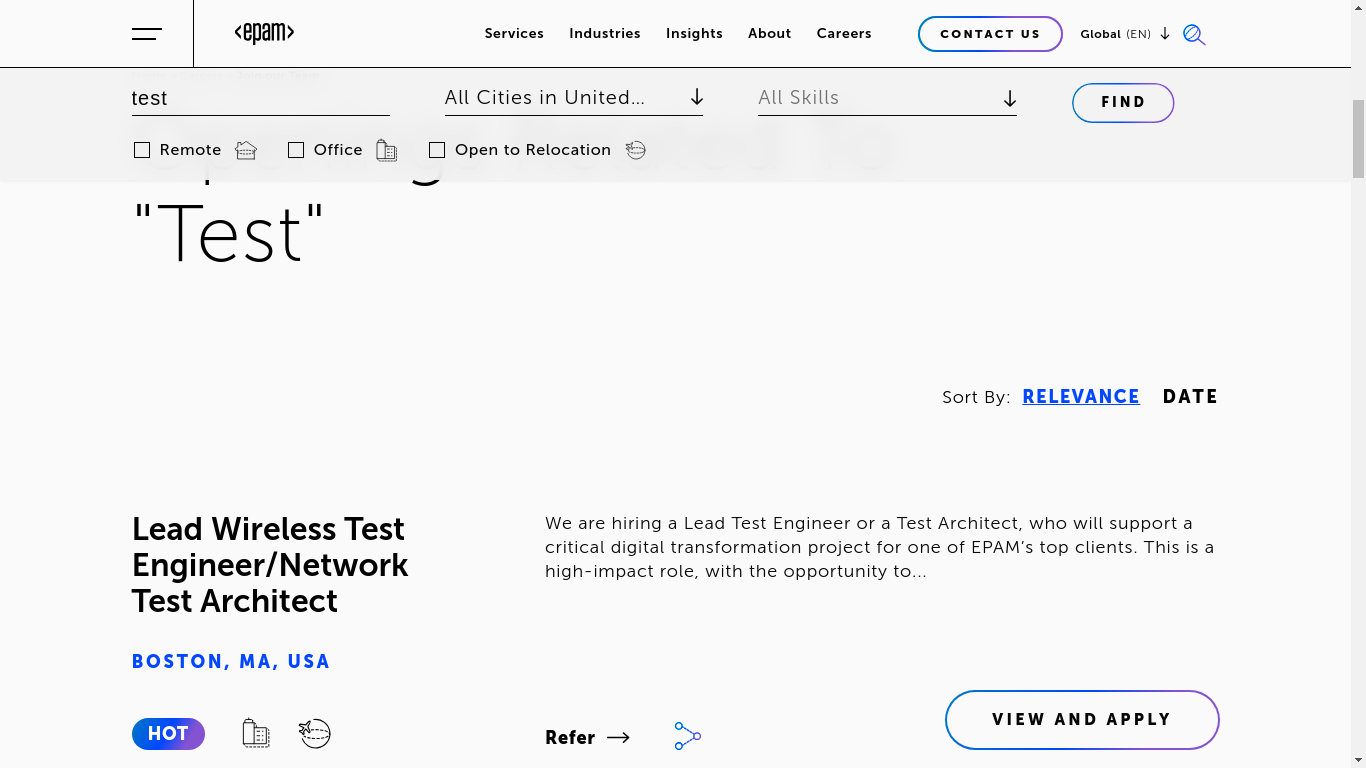 <epam>
Services
Industries
Insights
About
Careers
CONTACT US
Global (EN)
test
All Cities in United...
All Skills
FIND
Remote
Office
Open to Relocation
"Test"
Sort By: RELEVANCE DATE
Lead Wireless Test
Engineer/Network
Test Architect
We are hiring a Lead Test Engineer or a Test Architect, who will support a
critical digital transformation project for one of EPAM’s top clients. This is a
high-impact role, with the opportunity to...
BOSTON, MA, USA
HOT
Refer
VIEW AND APPLY